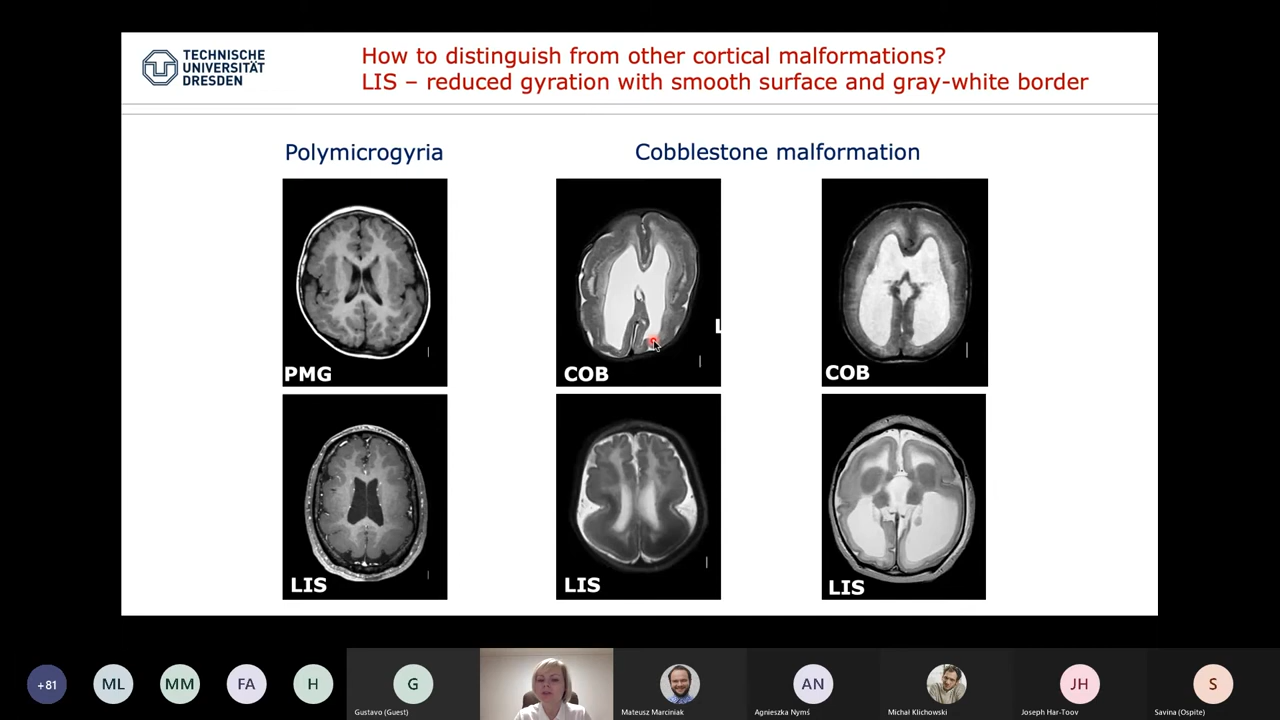 TECHNISCHE
UNIVERSITÄT
DRESDEN
How to distinguish from other cortical malformations?
LIS – reduced gyration with smooth surface and gray-white border
Polymicrogyria
Cobblestone malformation
PMG
COB
L
COB
LIS
LIS
LIS
+81
ML
MM
FA
H
G
Gustavo (Guest)
Mateusz Marciniak
AN
Agnieszka Nymś
Michał Klichowski
JH
Joseph Har-Toov
S
Savina (Ospite)